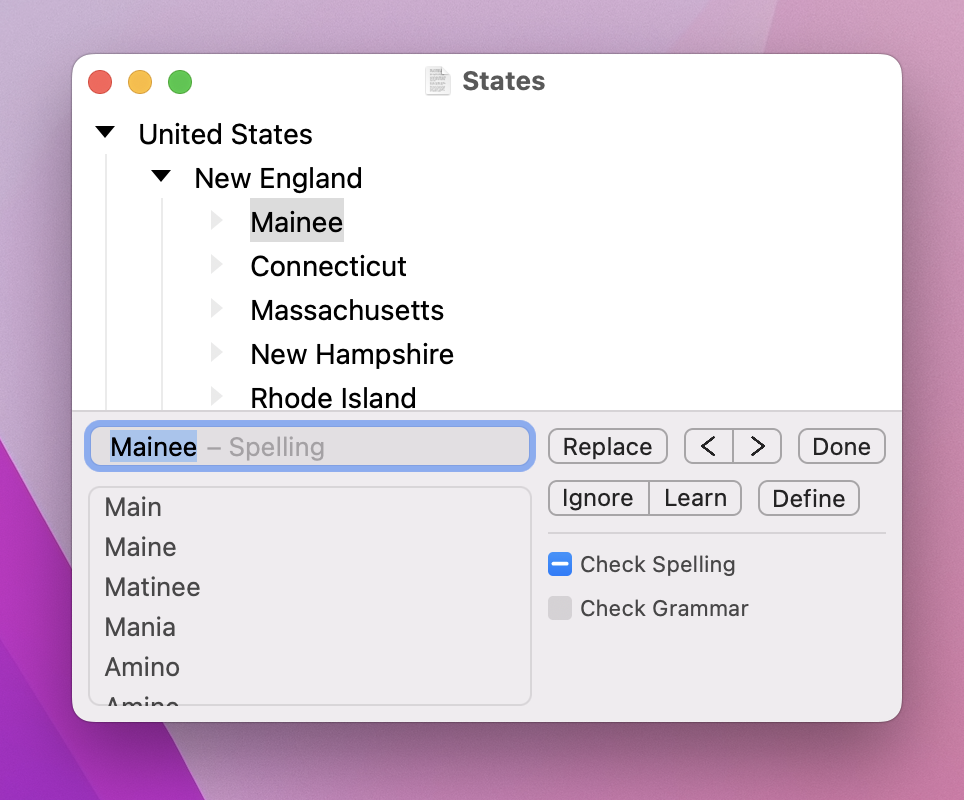 States
United States
New England
Mainee
Connecticut
Massachusetts
New Hampshire
Rhode Island
Mainee – Spelling
Replace < > Done
Ignore Learn Define
Main
Maine
Matinee
Mania
Amino
Check Spelling
Check Grammar